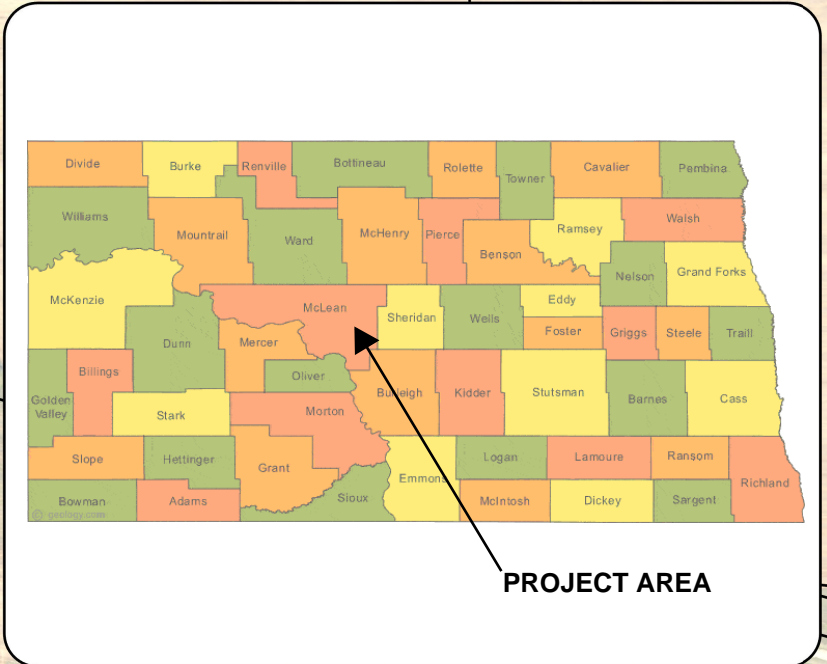 Divide
Burke
Renville
Bottineau
Rolette
Towner
Cavalier
Pembina
Williams
Mountrail
Ward
McHenry
Pierce
Benson
Ramsey
Walsh
Nelson
Grand Forks
McKenzie
McLean
Sheridan
Wells
Eddy
Foster
Griggs
Steele
Traill
Dunn
Mercer
Oliver
Billings
Golden
Valley
Stark
Morton
Burleigh
Kidder
Stutsman
Barnes
Cass
Slope
Hettinger
Grant
Emmons
Logan
Lamoure
Ransom
Richland
Bowman
Adams
Sioux
McIntosh
Dickey
Sargent
© geology.com
PROJECT AREA